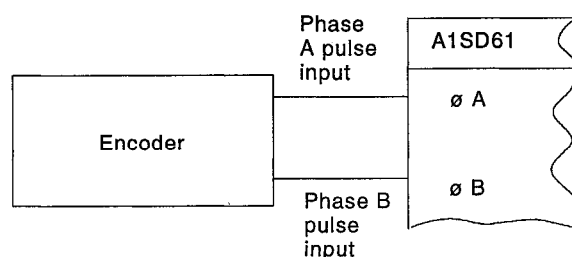 Phase
A pulse
input
A1SD61
ø A
Encoder
ø B
Phase B
pulse
input